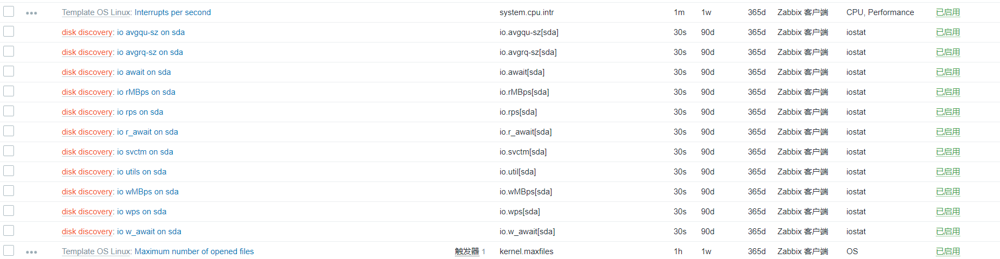 Template OS Linux: Interrupts per second system.cpu.intr 1m 1w 365d Zabbix 客户端 CPU, Performance 已启用
disk discovery: io avgqu-sz on sda io.avgqu-sz[sda] 30s 90d 365d Zabbix 客户端 iostat 已启用
disk discovery: io avgrq-sz on sda io.avgrq-sz[sda] 30s 90d 365d Zabbix 客户端 iostat 已启用
disk discovery: io await on sda io.await[sda] 30s 90d 365d Zabbix 客户端 iostat 已启用
disk discovery: io rMBps on sda io.rMBps[sda] 30s 90d 365d Zabbix 客户端 iostat 已启用
disk discovery: io rps on sda io.rps[sda] 30s 90d 365d Zabbix 客户端 iostat 已启用
disk discovery: io r_await on sda io.r_await[sda] 30s 90d 365d Zabbix 客户端 iostat 已启用
disk discovery: io svctm on sda io.svctm[sda] 30s 90d 365d Zabbix 客户端 iostat 已启用
disk discovery: io utils on sda io.util[sda] 30s 90d 365d Zabbix 客户端 iostat 已启用
disk discovery: io wMBps on sda io.wMBps[sda] 30s 90d 365d Zabbix 客户端 iostat 已启用
disk discovery: io wps on sda io.wps[sda] 30s 90d 365d Zabbix 客户端 iostat 已启用
disk discovery: io w_await on sda io.w_await[sda] 30s 90d 365d Zabbix 客户端 iostat 已启用
Template OS Linux: Maximum number of opened files 触发器 1 kernel.maxfiles 1h 1w 365d Zabbix 客户端 OS 已启用